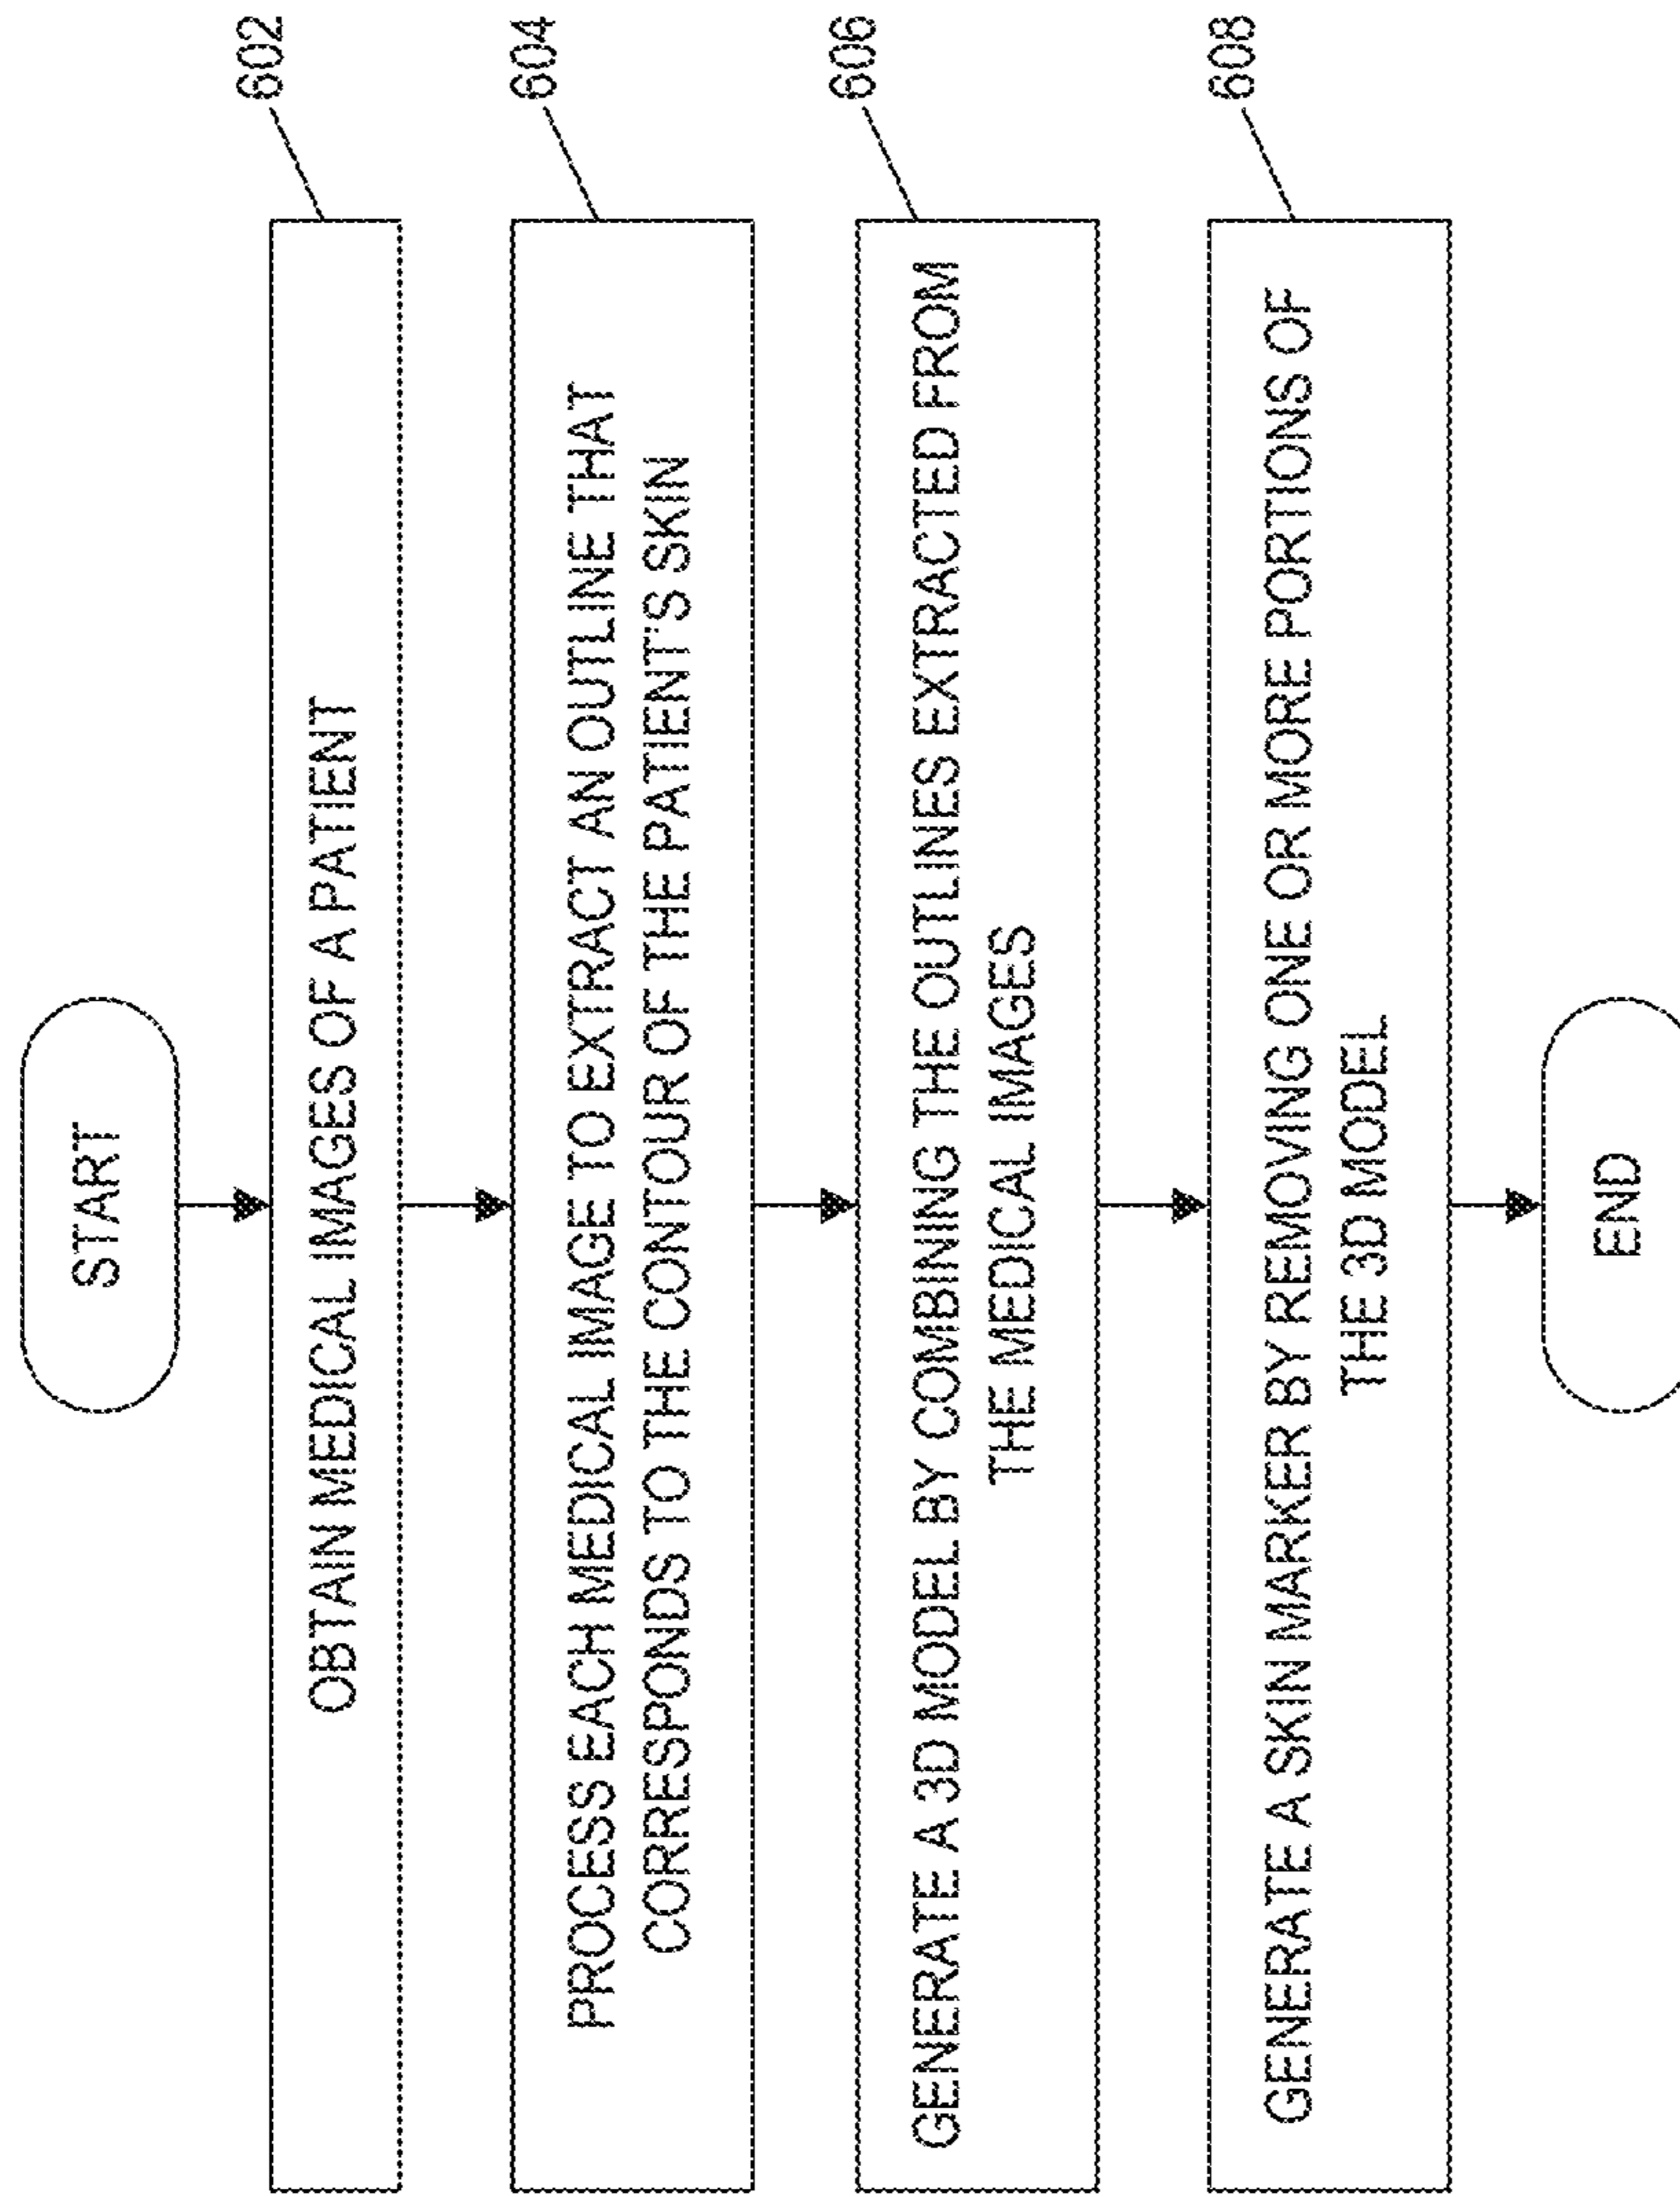 START
602
OBTAIN MEDICAL IMAGES OF A PATIENT
604
PROCESS EACH MEDICAL IMAGE TO EXTRACT AN OUTLINE THAT
CORRESPONDS TO THE CONTOUR OF THE PATIENT'S SKIN
606
GENERATE A 3D MODEL BY COMBINING THE OUTLINES EXTRACTED FROM
THE MEDICAL IMAGES
608
GENERATE A SKIN MARKER BY REMOVING ONE OR MORE PORTIONS OF
THE 3D MODEL
END